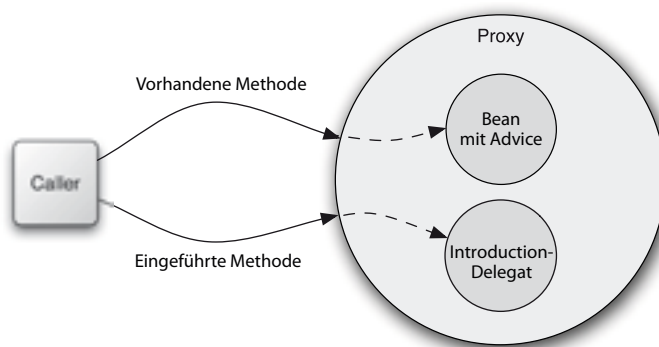 Proxy
Vorhandene Methode
Bean
mit Advice
Caller
Eingeführte Methode
Introduction-
Delegat